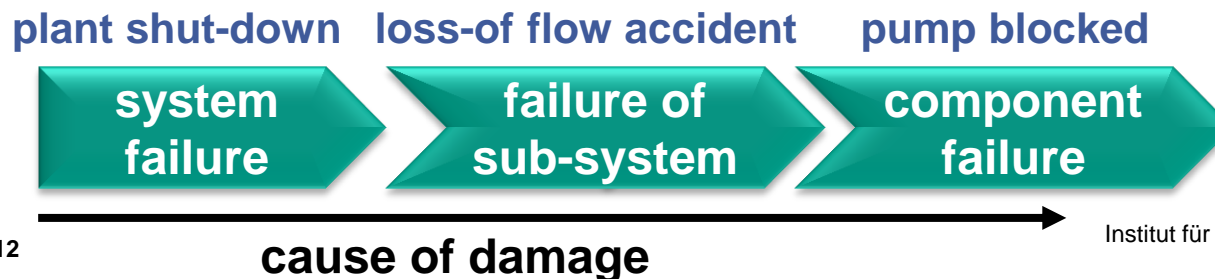 plant shut-down loss-of flow accident pump blocked
system failure of component
failure sub-system failure
12 Institut für
cause of damage